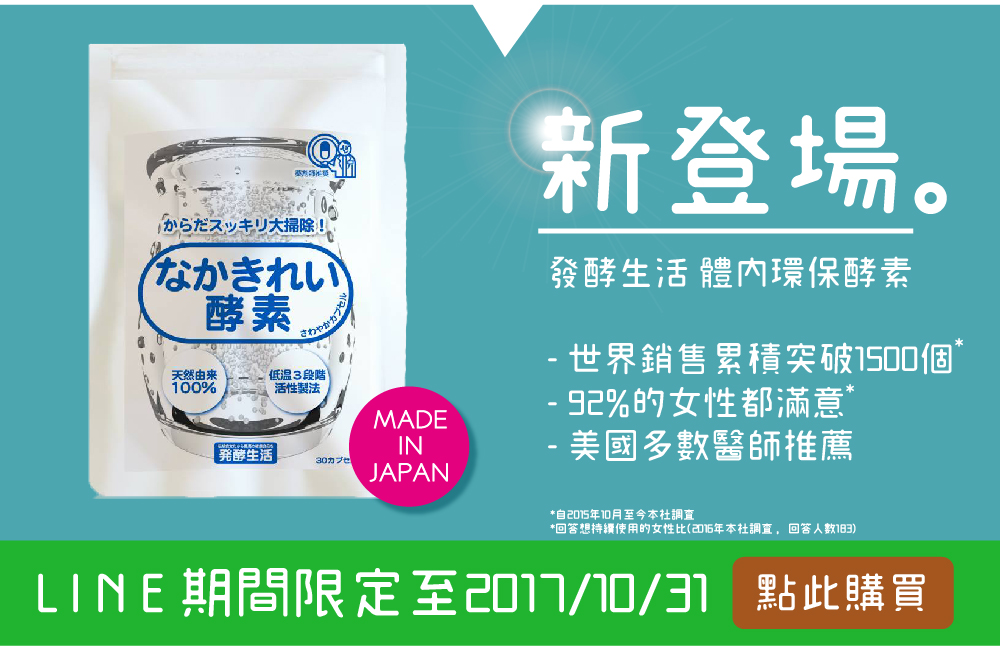 薬剤師推奨
からだスッキリ大掃除！
なかきれい
酵素
さわやかカプセル
天然由来
100%
低温3段階
活性製法
発酵生活
30カプセ
MADE
IN
JAPAN
新登場。
發酵生活 體內環保酵素
- 世界銷售累積突破1500個*
- 92%的女性都滿意*
- 美國多數醫師推薦
*自2015年10月至今本社調查
*回答想持續使用的女性比(2016年本社調查，回答人數183)
LINE期間限定至2017/10/31
點此購買